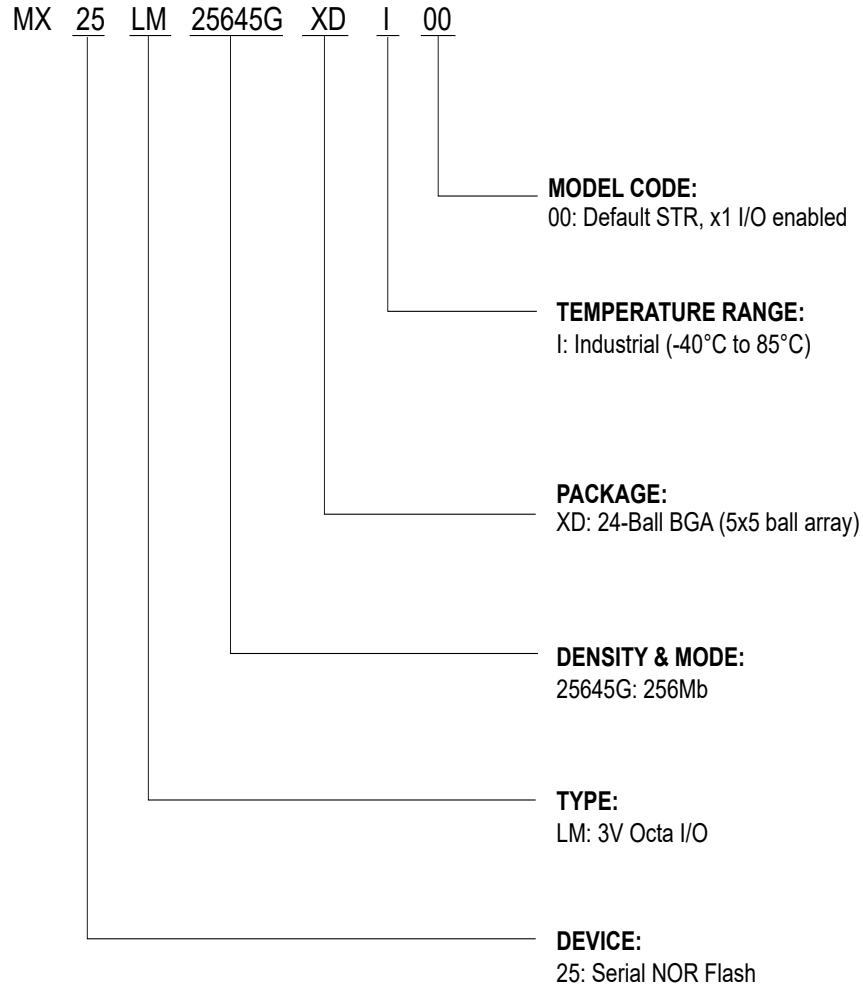 MX 25 LM 25645G XD I 00
MODEL CODE:
00: Default STR, x1 I/O enabled
TEMPERATURE RANGE:
I: Industrial (-40°C to 85°C)
PACKAGE:
XD: 24-Ball BGA (5x5 ball array)
DENSITY & MODE:
25645G: 256Mb
TYPE:
LM: 3V Octa I/O
DEVICE:
25: Serial NOR Flash